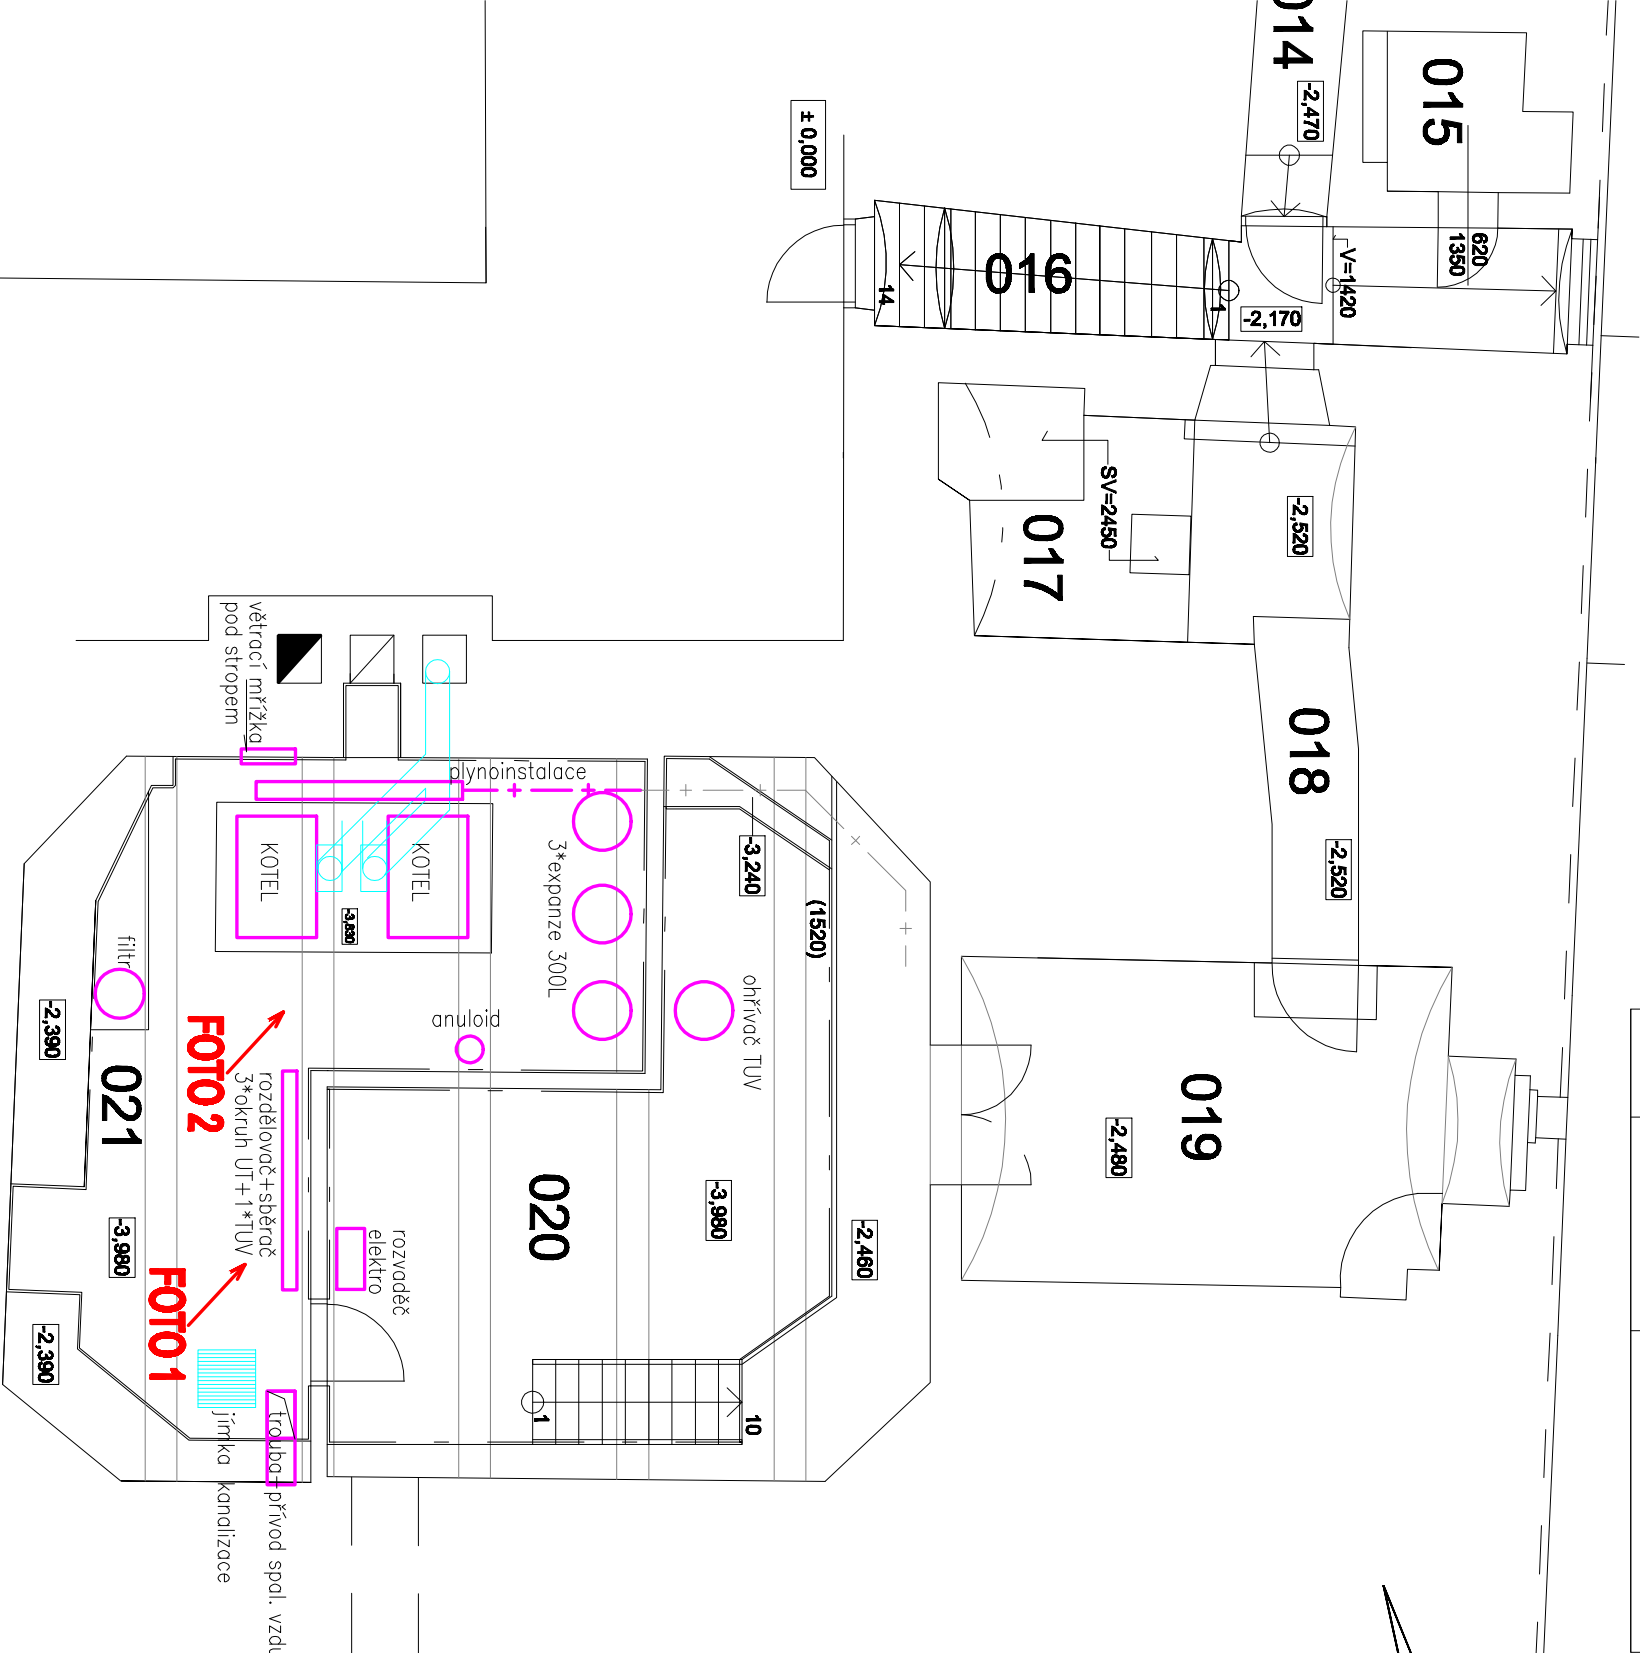 014
-2,470
015
620
1350
V=1420
± 0,000
016
14
1
-2,170
SV=2450
017
-2,520
018
-2,520
větrací mřížka
pod stropem
plynoinstalace
KOTEL
KOTEL
-3,830
3*expanze 300L
-3,240
(1520)
ohřívač TUV
filtr
anuloid
-2,390
021
FOTO 2
rozdělovač+sběrač
3*okruh UT+1*TUV
-3,980
FOTO 1
-2,390
rozvaděč
elektro
020
-3,980
-2,460
019
-2,480
1
10
jímka kanalizace
trouba-přívod spal. vzdu